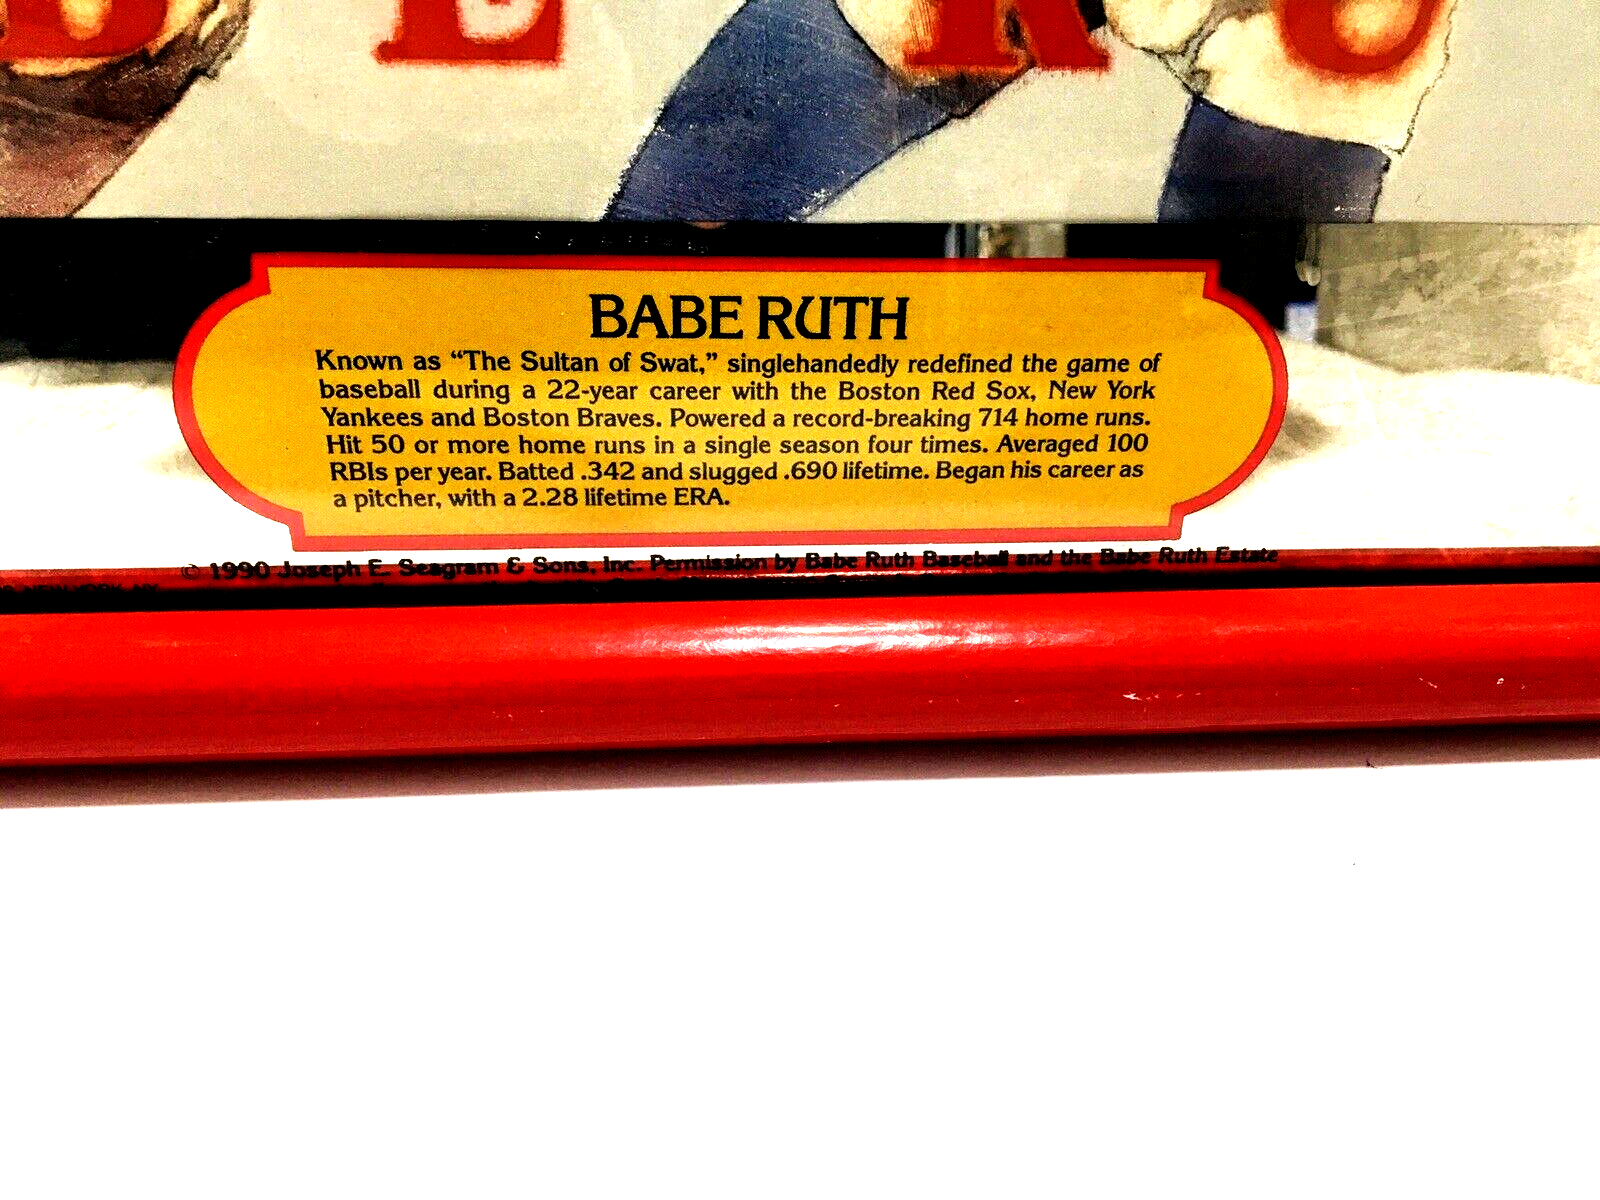 B E R U
BABE RUTH
Known as “The Sultan of Swat,” singlehandedly redefined the game of
baseball during a 22-year career with the Boston Red Sox, New York
Yankees and Boston Braves. Powered a record-breaking 714 home runs.
Hit 50 or more home runs in a single season four times. Averaged 100
RBIs per year. Batted .342 and slugged .690 lifetime. Began his career as
a pitcher, with a 2.28 lifetime ERA.
© 1990 Joseph E. Seagram & Sons, Inc. Permission by Babe Ruth Baseball and the Babe Ruth Estate